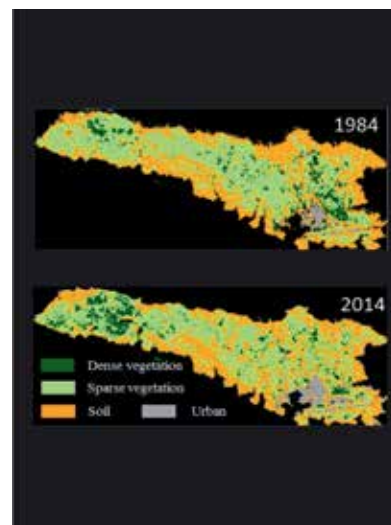 1984
2014
Dense vegetation
Sparse vegetation
Soil Urban